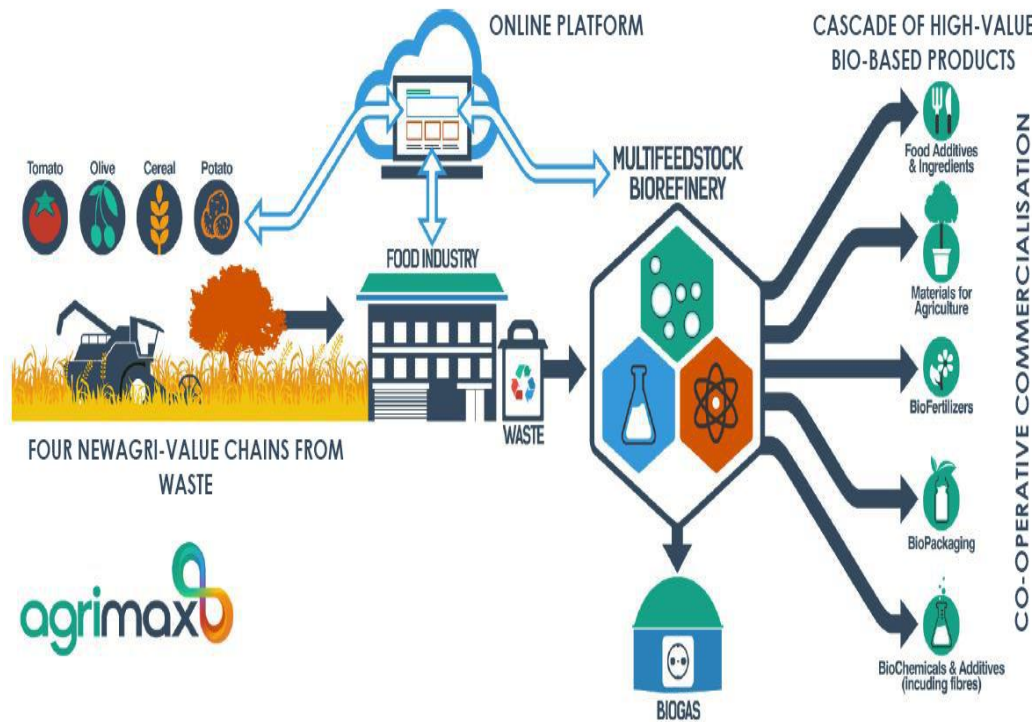 ONLINE PLATFORM
CASCADE OF HIGH-VALUE
BIO-BASED PRODUCTS
Tomato
Olive
Cereal
Potato
MULTIFEEDSTOCK
BIOREFINERY
FOOD INDUSTRY
WASTE
FOUR NEWAGRI-VALUE CHAINS FROM
WASTE
agrimax
BIOGAS
Food Additives
& Ingredients
Materials for
Agriculture
BioFertilizers
BioPackaging
BioChemicals & Additives
(incuding fibres)
CO-OPERATIVE COMMERCIALISATION